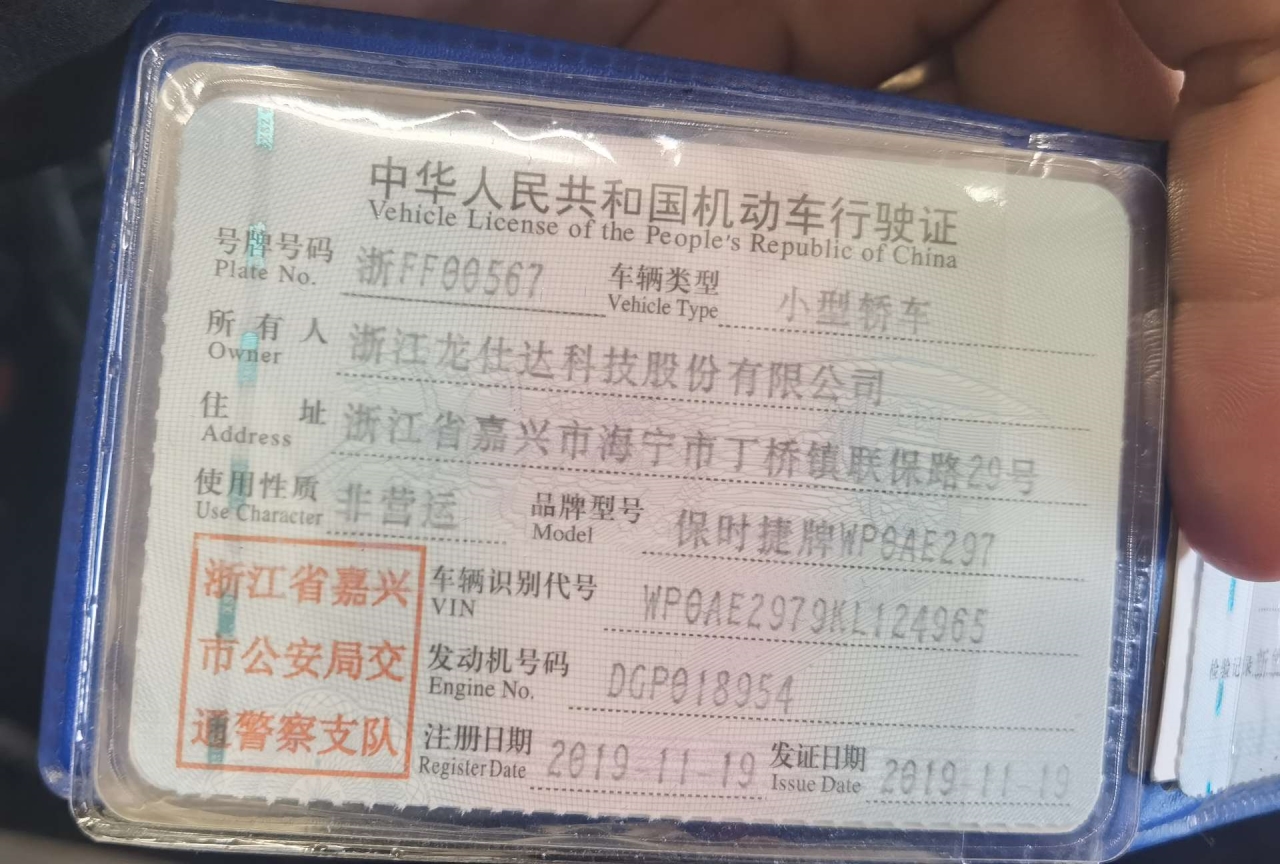 中华人民共和国机动车行驶证
Vehicle License of the People's Republic of China
号牌号码 浙FF00567 车辆类型 小型轿车
Plate No. Vehicle Type
所有人 浙江龙仕达科技股份有限公司
Owner
住址 浙江省嘉兴市海宁市丁桥镇联保路29号
Address
使用性质 非营运 品牌型号 保时捷牌WP0AE297
Use Character Model
浙江省嘉兴
市公安局交
通警察支队
车辆识别代号 WP0AE2979KL124965
VIN
发动机号码 DGP018954
Engine No.
注册日期 2019-11-19 发证日期 2019-11-19
Register Date Issue Date
检验记录